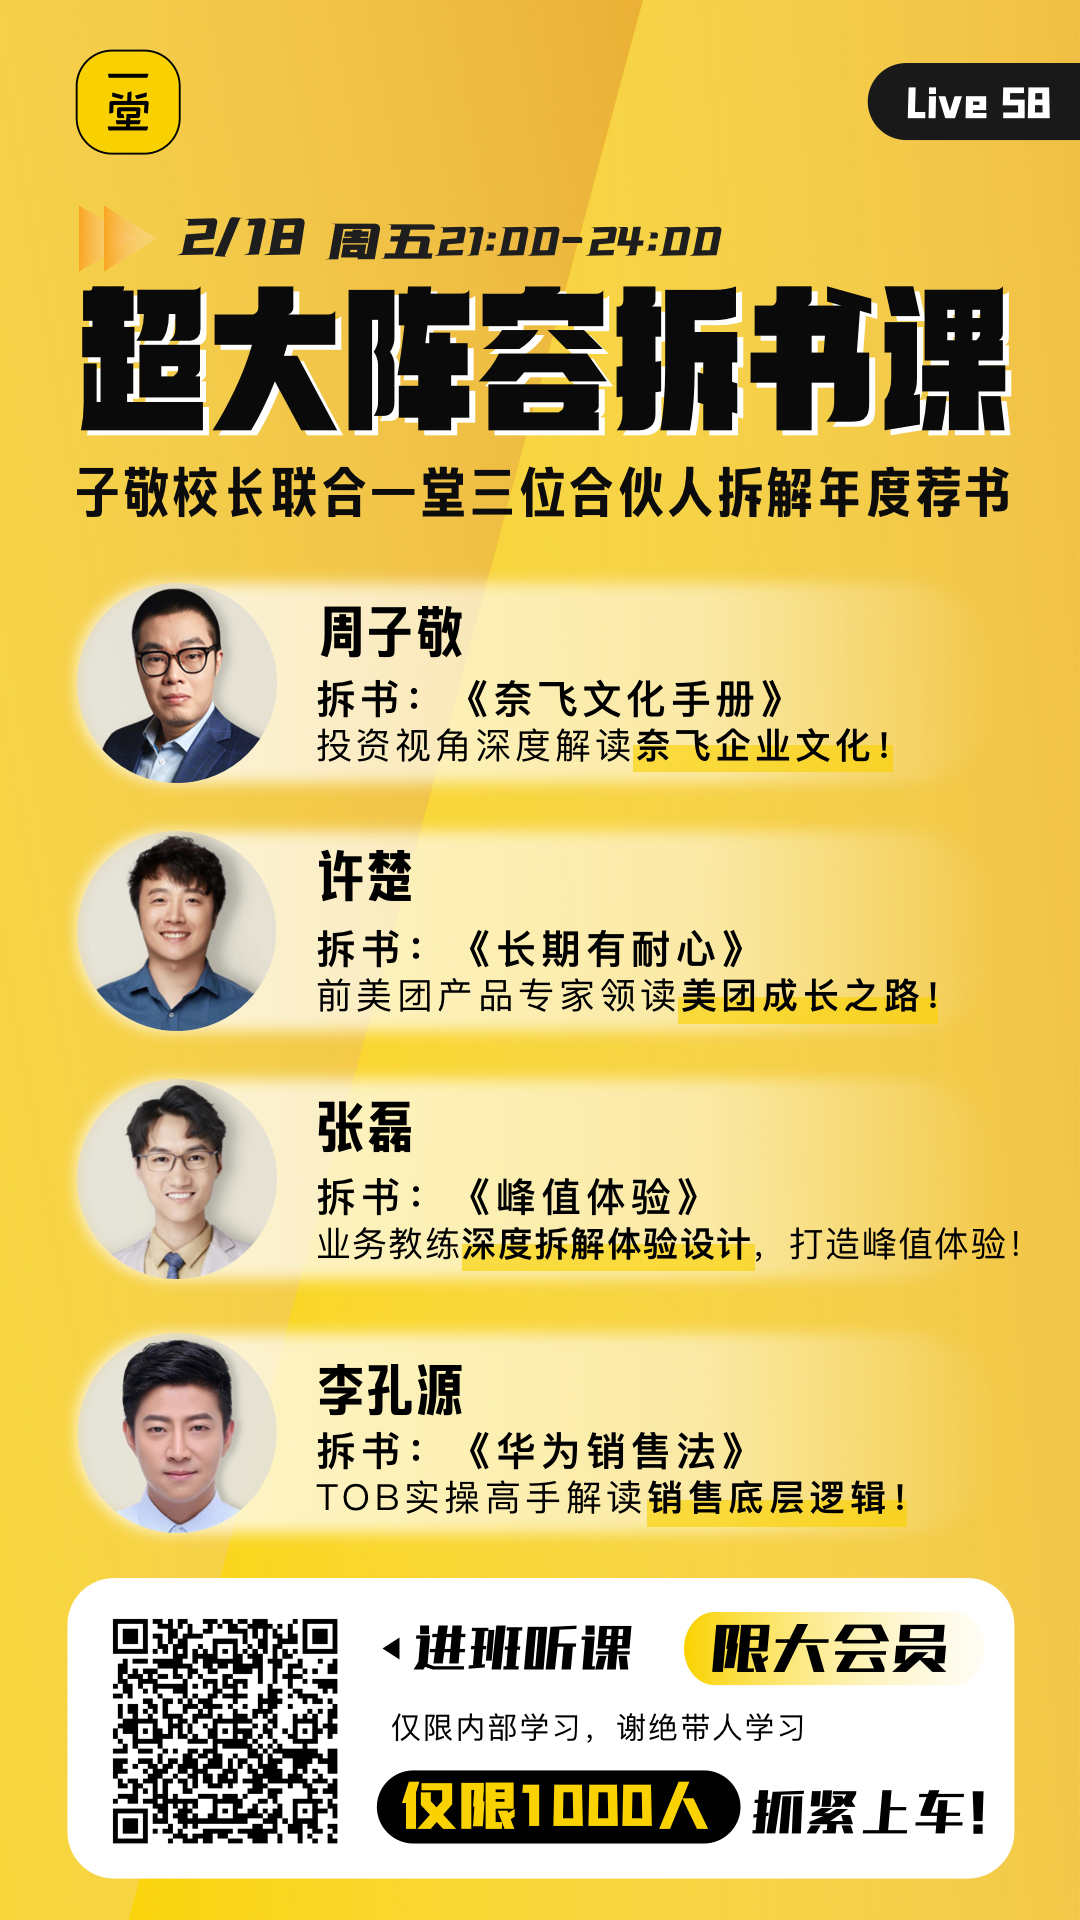 一堂
Live 58
2/18 周五21:00-24:00
超大阵容拆书课
子敬校长联合一堂三位合伙人拆解年度荐书
周子敬
拆书：《奈飞文化手册》
投资视角深度解读奈飞企业文化！
许楚
拆书：《长期有耐心》
前美团产品专家领读美团成长之路！
张磊
拆书：《峰值体验》
业务教练深度拆解体验设计，打造峰值体验！
李孔源
拆书：《华为销售法》
TOB实操高手解读销售底层逻辑！
进班听课 限大会员
仅限内部学习，谢绝带人学习
仅限1000人 抓紧上车！